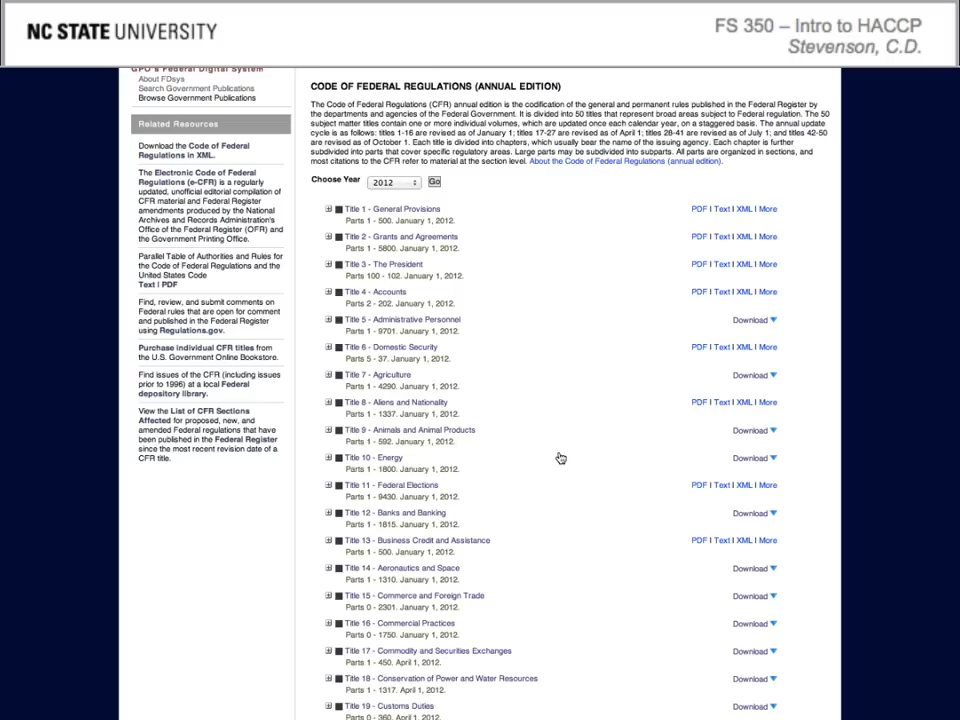 NC STATE UNIVERSITY
FS 350 – Intro to HACCP
Stevenson, C.D.
GPO's Federal Digital System
About FDsys
Search Government Publications
Browse Government Publications
Related Resources
Download the Code of Federal
Regulations in XML.
The Electronic Code of Federal
Regulations (e-CFR) is a regularly
updated, unofficial editorial compilation of
CFR material and Federal Register
amendments produced by the National
Archives and Records Administration's
Office of the Federal Register (OFR) and
the Government Printing Office.
Parallel Table of Authorities and Rules for
the Code of Federal Regulations and the
United States Code
Text | PDF
Find, review, and submit comments on
Federal rules that are open for comment
and published in the Federal Register
using Regulations.gov.
Purchase individual CFR titles from
the U.S. Government Online Bookstore.
Find issues of the CFR (including issues
prior to 1996) at a local Federal
depository library.
View the List of CFR Sections
Affected for proposed, new, and
amended Federal regulations that have
been published in the Federal Register
since the most recent revision date of a
CFR title.
CODE OF FEDERAL REGULATIONS (ANNUAL EDITION)
The Code of Federal Regulations (CFR) annual edition is the codification of the general and permanent rules published in the Federal Register by
the departments and agencies of the Federal Government. It is divided into 50 titles that represent broad areas subject to Federal regulation. The 50
subject matter titles contain one or more individual volumes, which are updated once each calendar year, on a staggered basis. The annual update
cycle is as follows: titles 1-16 are revised as of January 1; titles 17-27 are revised as of April 1; titles 28-41 are revised as of July 1; and titles 42-50
are revised as of October 1. Each title is divided into chapters, which usually bear the name of the issuing agency. Each chapter is further
subdivided into parts that cover specific regulatory areas. Large parts may be subdivided into subparts. All parts are organized in sections, and
most citations to the CFR refer to material at the section level. About the Code of Federal Regulations (annual edition).
Choose Year 2012 Go
Title 1 - General Provisions PDF | Text | XML | More
Parts 1 - 500. January 1, 2012.
Title 2 - Grants and Agreements PDF | Text | XML | More
Parts 1 - 5800. January 1, 2012.
Title 3 - The President PDF | Text | XML | More
Parts 100 - 102. January 1, 2012.
Title 4 - Accounts PDF | Text | XML | More
Parts 2 - 202. January 1, 2012.
Title 5 - Administrative Personnel Download
Parts 1 - 9701. January 1, 2012.
Title 6 - Domestic Security PDF | Text | XML | More
Parts 5 - 37. January 1, 2012.
Title 7 - Agriculture Download
Parts 1 - 4290. January 1, 2012.
Title 8 - Aliens and Nationality PDF | Text | XML | More
Parts 1 - 1337. January 1, 2012.
Title 9 - Animals and Animal Products Download
Parts 1 - 592. January 1, 2012.
Title 10 - Energy Download
Parts 1 - 1800. January 1, 2012.
Title 11 - Federal Elections PDF | Text | XML | More
Parts 1 - 9430. January 1, 2012.
Title 12 - Banks and Banking Download
Parts 1 - 1815. January 1, 2012.
Title 13 - Business Credit and Assistance PDF | Text | XML | More
Parts 1 - 500. January 1, 2012.
Title 14 - Aeronautics and Space Download
Parts 1 - 1310. January 1, 2012.
Title 15 - Commerce and Foreign Trade Download
Parts 0 - 2301. January 1, 2012.
Title 16 - Commercial Practices Download
Parts 0 - 1750. January 1, 2012.
Title 17 - Commodity and Securities Exchanges Download
Parts 1 - 450. April 1, 2012.
Title 18 - Conservation of Power and Water Resources Download
Parts 1 - 1317. April 1, 2012.
Title 19 - Customs Duties Download
Parts 0 - 360. April 1, 2012.